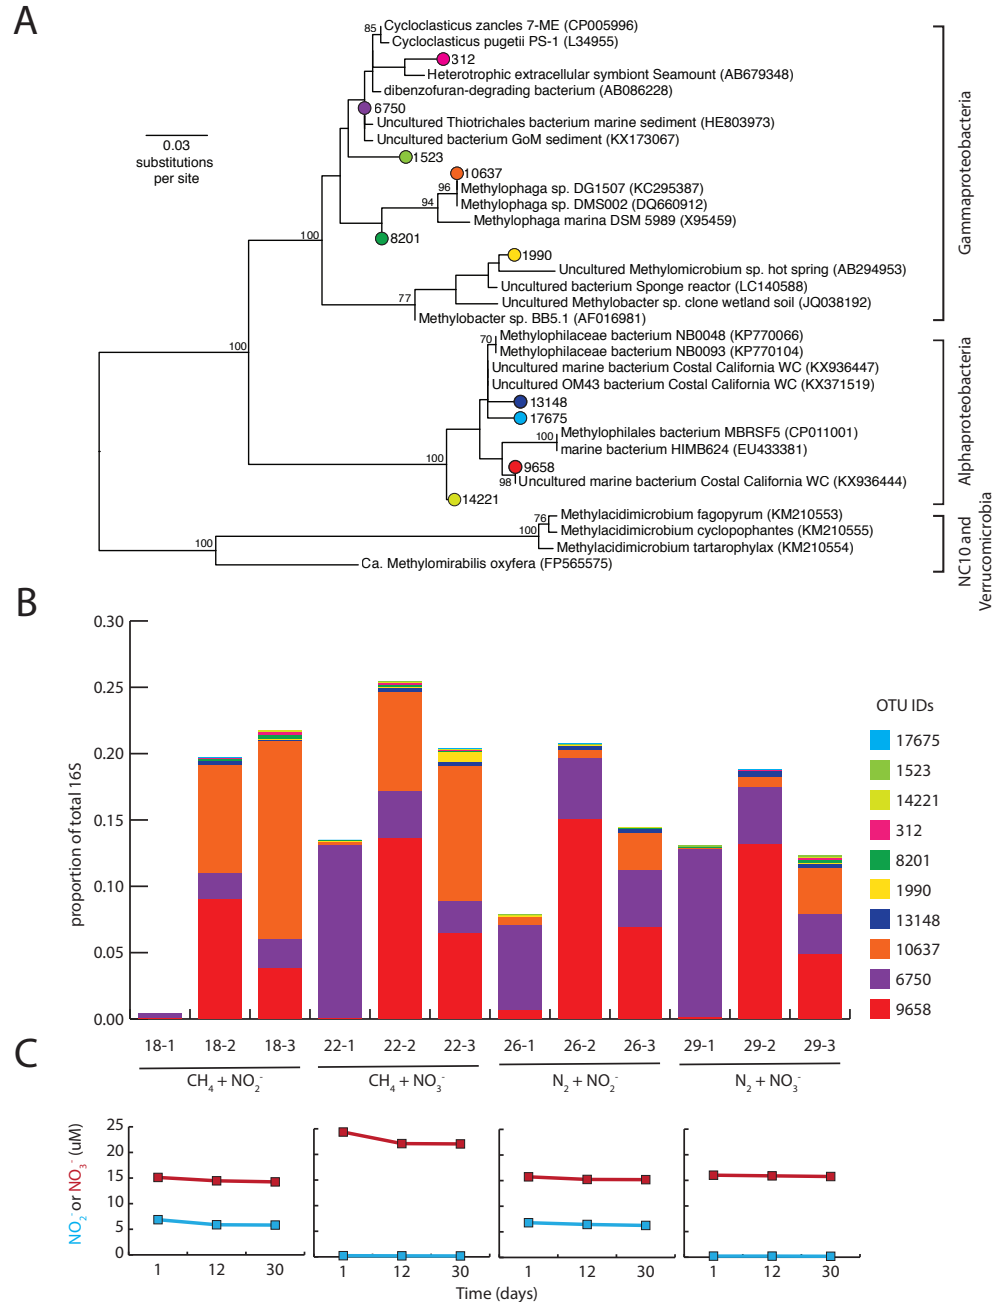 A
Cycloclasticus zancles 7-ME (CP005996)
85
Cycloclasticus pugetii PS-1 (L34955)
312
Heterotrophic extracellular symbiont Seamount (AB679348)
dibenzofuran-degrading bacterium (AB086228)
6750
Uncultured Thiotrichales bacterium marine sediment (HE803973)
Uncultured bacterium GoM sediment (KX173067)
0.03
substitutions
per site
1523
10637
96
Methylophaga sp. DG1507 (KC295387)
94
Methylophaga sp. DMS002 (DQ660912)
Methylophaga marina DSM 5989 (X95459)
100
8201
1990
Uncultured Methylomicrobium sp. hot spring (AB294953)
Uncultured bacterium Sponge reactor (LC140588)
77
Uncultured Methylobacter sp. clone wetland soil (JQ038192)
Methylobacter sp. BB5.1 (AF016981)
Gammaproteobacteria
100
70
Methylophilaceae bacterium NB0048 (KP770066)
Methylophilaceae bacterium NB0093 (KP770104)
Uncultured marine bacterium Costal California WC (KX936447)
Uncultured OM43 bacterium Costal California WC (KX371519)
13148
17675
100
Methylophilales bacterium MBRSF5 (CP011001)
marine bacterium HIMB624 (EU433381)
100
9658
98
Uncultured marine bacterium Costal California WC (KX936444)
14221
Alphaproteobacteria
76
Methylacidimicrobium fagopyrum (KM210553)
100
Methylacidimicrobium cyclopophantes (KM210555)
100
Methylacidimicrobium tartarophylax (KM210554)
Ca. Methylomirabilis oxyfera (FP565575)
NC10 and
Verrucomicrobia
B
proportion of total 16S
0.30
0.25
0.20
0.15
0.10
0.05
0.00
OTU IDs
17675
1523
14221
312
8201
1990
13148
10637
6750
9658
18-1 18-2 18-3 22-1 22-2 22-3 26-1 26-2 26-3 29-1 29-2 29-3
CH₄ + NO₂⁻ CH₄ + NO₃⁻ N₂ + NO₂⁻ N₂ + NO₃⁻
C
NO₂⁻ or NO₃⁻ (uM)
25
20
15
10
5
0
1 12 30 1 12 30 1 12 30 1 12 30
Time (days)